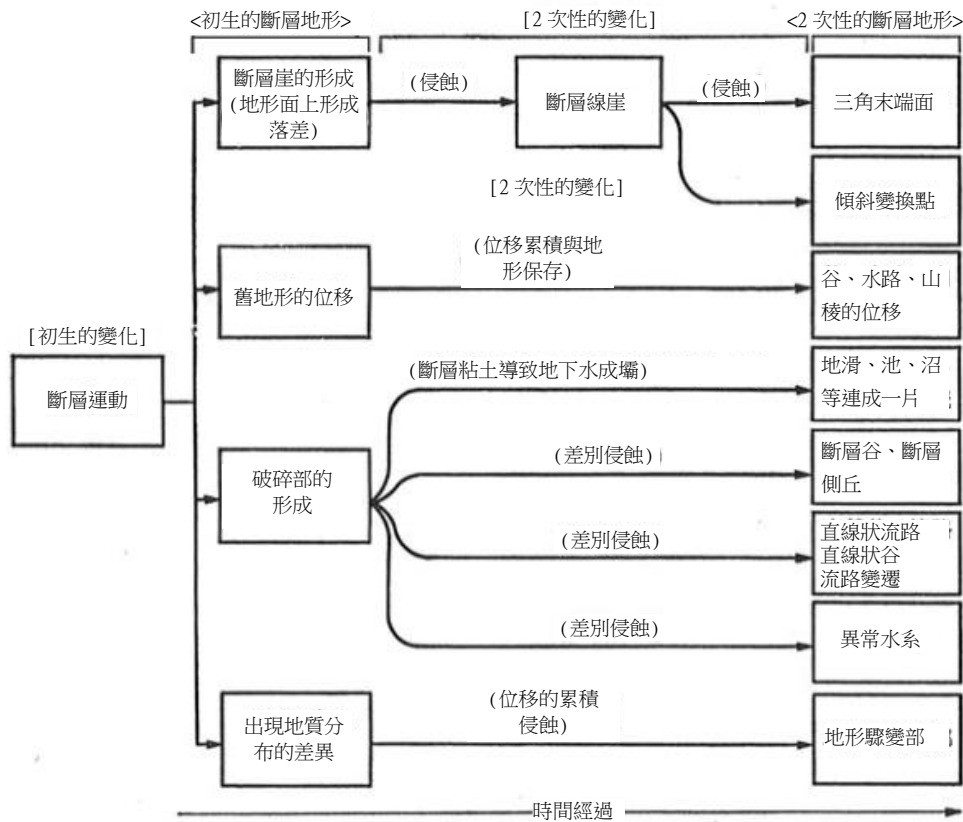 <初生的斷層地形>
[2 次性的變化]
<2 次性的斷層地形>
斷層崖的形成
(地形面上形成
落差)
(侵蝕)
斷層線崖
(侵蝕)
三角末端面
[2 次性的變化]
傾斜變換點
舊地形的位移
(位移累積與地
形保存)
谷、水路、山
稜的位移
[初生的變化]
斷層運動
(斷層粘土導致地下水成壩)
地滑、池、沼
等連成一片
破碎部的
形成
(差別侵蝕)
斷層谷、斷層
側丘
(差別侵蝕)
直線狀流路
直線狀谷
流路變遷
(差別侵蝕)
異常水系
出現地質分
布的差異
(位移的累積
侵蝕)
地形驟變部
時間經過